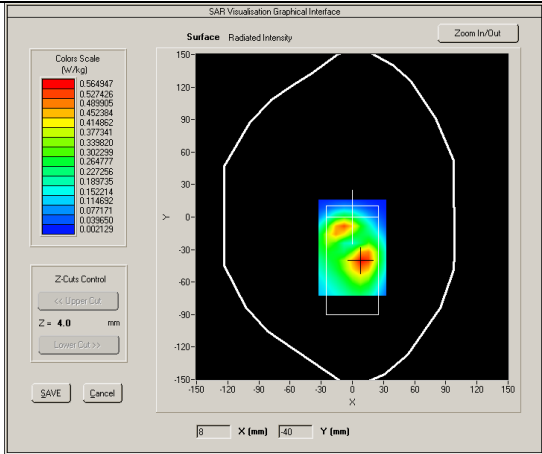 SAR Visualisation Graphical Interface
Surface Radiated Intensity
Zoom In/Out
Colors Scale
(W/kg)
0.564947
0.527426
0.489905
0.452384
0.414862
0.377341
0.339820
0.302299
0.264777
0.227256
0.189735
0.152214
0.114692
0.077171
0.039650
0.002129
Z-Cuts Control
<< Upper Cut
Z = 4.0 mm
Lower Cut >>
SAVE Cancel
150
120
90
60
30
0
-30
-60
-90
-120
-150
Y
-150 -120 -90 -60 -30 0 30 60 90 120 150
X
8 X (mm) -40 Y (mm)